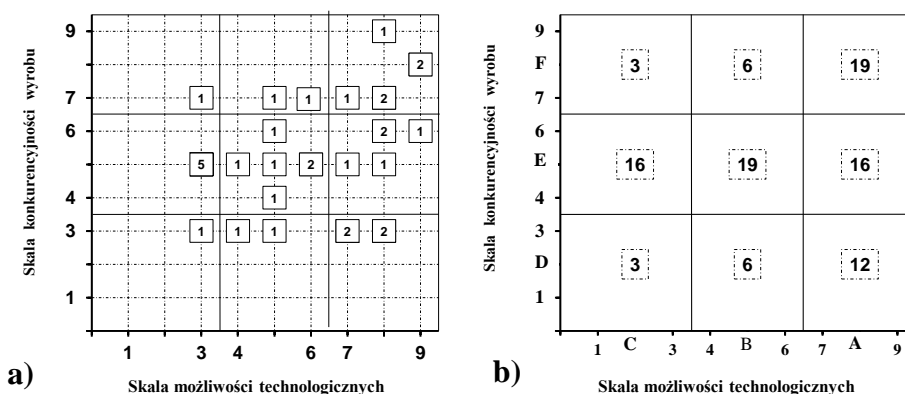 Skala konkurencyjności wyrobu
9
7
6
4
3
1
1
2
1 1 1 1 2
1 2 1
5 1 1 2 1 1
1
1 1 1 2 2
1 3 4 6 7 9
a)
Skala możliwości technologicznych
Skala konkurencyjności wyrobu
9
F
7
6
E
4
3
D
1
3 6 19
16 19 16
3 6 12
1 C 3 4 B 6 7 A 9
b)
Skala możliwości technologicznych